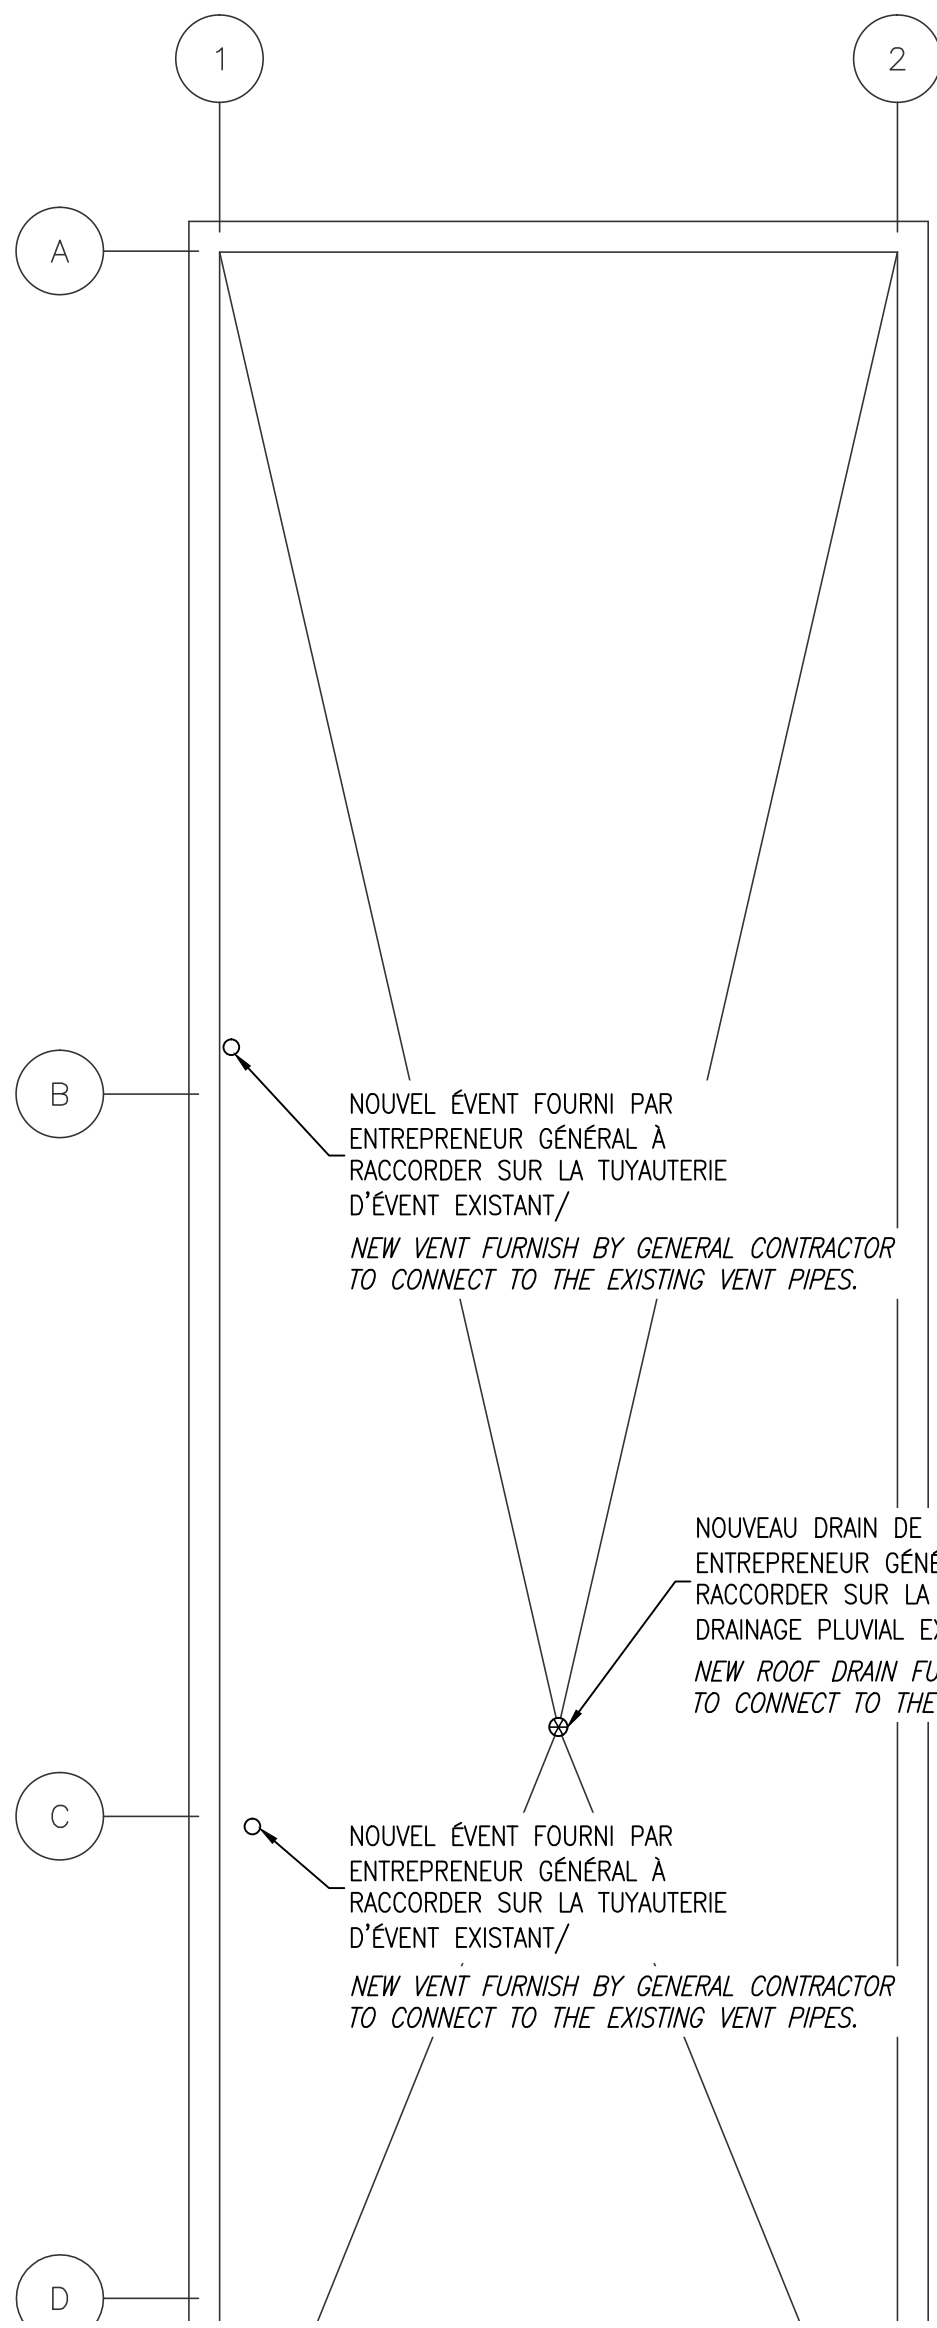 1
2
A
B
NOUVEL ÉVENT FOURNI PAR
ENTREPRENEUR GÉNÉRAL À
RACCORDER SUR LA TUYAUTERIE
D'ÉVENT EXISTANT/
NEW VENT FURNISH BY GENERAL CONTRACTOR
TO CONNECT TO THE EXISTING VENT PIPES.
NOUVEAU DRAIN DE
ENTREPRENEUR
RACCORDER SUR LA
DRAINAGE PLUVIAL
NEW ROOF DRAIN
TO CONNECT TO THE
C
NOUVEL ÉVENT FOURNI PAR
ENTREPRENEUR GÉNÉRAL À
RACCORDER SUR LA TUYAUTERIE
D'ÉVENT EXISTANT/
NEW VENT FURNISH BY GENERAL CONTRACTOR
TO CONNECT TO THE EXISTING VENT PIPES.
D